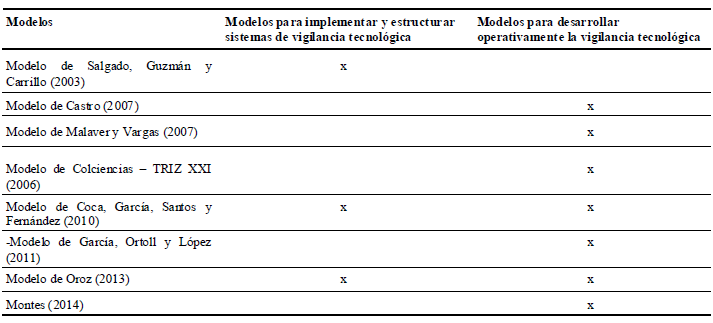 Modelos Modelos para implementar y estructurar Modelos para desarrollar
sistemas de vigilancia tecnológica operativamente la vigilancia tecnológica
Modelo de Salgado, Guzmán y x
Carrillo (2003)
Modelo de Castro (2007) x
Modelo de Malaver y Vargas (2007) x
Modelo de Colciencias – TRIZ XXI x
(2006)
Modelo de Coca, García, Santos y x x
Fernández (2010)
-Modelo de García, Ortoll y López x
(2011)
Modelo de Oroz (2013) x x
Montes (2014) x